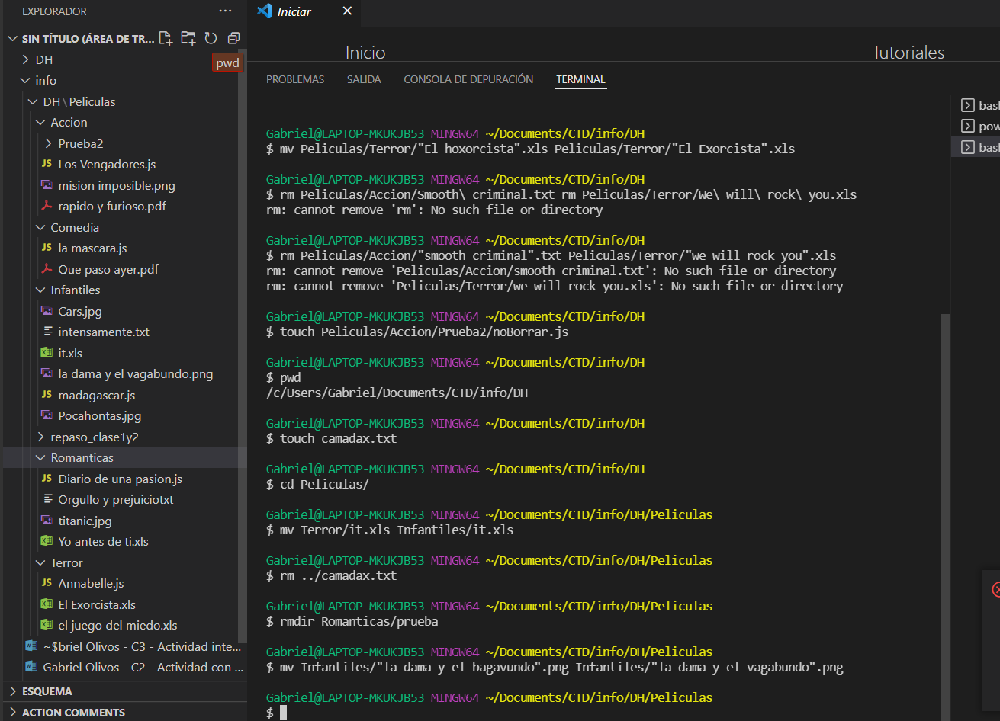 EXPLORADOR
···
Iniciar
SIN TÍTULO (ÁREA DE TR...
DH
pwd
info
DH\Peliculas
Accion
Prueba2
JS Los Vengadores.js
mision imposible.png
rapido y furioso.pdf
Comedia
JS la mascara.js
Que paso ayer.pdf
Infantiles
Cars.jpg
intensamente.txt
it.xls
la dama y el vagabundo.png
JS madagascar.js
Pocahontas.jpg
repaso_clase1y2
Romanticas
JS Diario de una pasion.js
Orgullo y prejuiciotxt
titanic.jpg
Yo antes de ti.xls
Terror
JS Annabelle.js
El Exorcista.xls
el juego del miedo.xls
~$briel Olivos - C3 - Actividad inte...
Gabriel Olivos - C2 - Actividad con ...
ESQUEMA
ACTION COMMENTS
Inicio
Tutoriales
PROBLEMAS SALIDA CONSOLA DE DEPURACIÓN TERMINAL
Gabriel@LAPTOP-MKUKJB53 MINGW64 ~/Documents/CTD/info/DH
$ mv Peliculas/Terror/"El hoxorcista".xls Peliculas/Terror/"El Exorcista".xls
Gabriel@LAPTOP-MKUKJB53 MINGW64 ~/Documents/CTD/info/DH
$ rm Peliculas/Accion/Smooth\ criminal.txt rm Peliculas/Terror/We\ will\ rock\ you.xls
rm: cannot remove 'rm': No such file or directory
Gabriel@LAPTOP-MKUKJB53 MINGW64 ~/Documents/CTD/info/DH
$ rm Peliculas/Accion/"smooth criminal".txt Peliculas/Terror/"we will rock you".xls
rm: cannot remove 'Peliculas/Accion/smooth criminal.txt': No such file or directory
rm: cannot remove 'Peliculas/Terror/we will rock you.xls': No such file or directory
Gabriel@LAPTOP-MKUKJB53 MINGW64 ~/Documents/CTD/info/DH
$ touch Peliculas/Accion/Prueba2/noBorrar.js
Gabriel@LAPTOP-MKUKJB53 MINGW64 ~/Documents/CTD/info/DH
$ pwd
/c/Users/Gabriel/Documents/CTD/info/DH
Gabriel@LAPTOP-MKUKJB53 MINGW64 ~/Documents/CTD/info/DH
$ touch camadax.txt
Gabriel@LAPTOP-MKUKJB53 MINGW64 ~/Documents/CTD/info/DH
$ cd Peliculas/
Gabriel@LAPTOP-MKUKJB53 MINGW64 ~/Documents/CTD/info/DH/Peliculas
$ mv Terror/it.xls Infantiles/it.xls
Gabriel@LAPTOP-MKUKJB53 MINGW64 ~/Documents/CTD/info/DH/Peliculas
$ rm ../camadax.txt
Gabriel@LAPTOP-MKUKJB53 MINGW64 ~/Documents/CTD/info/DH/Peliculas
$ rmdir Romanticas/prueba
Gabriel@LAPTOP-MKUKJB53 MINGW64 ~/Documents/CTD/info/DH/Peliculas
$ mv Infantiles/"la dama y el bagavundo".png Infantiles/"la dama y el vagabundo".png
Gabriel@LAPTOP-MKUKJB53 MINGW64 ~/Documents/CTD/info/DH/Peliculas
$
bas
pow
bas